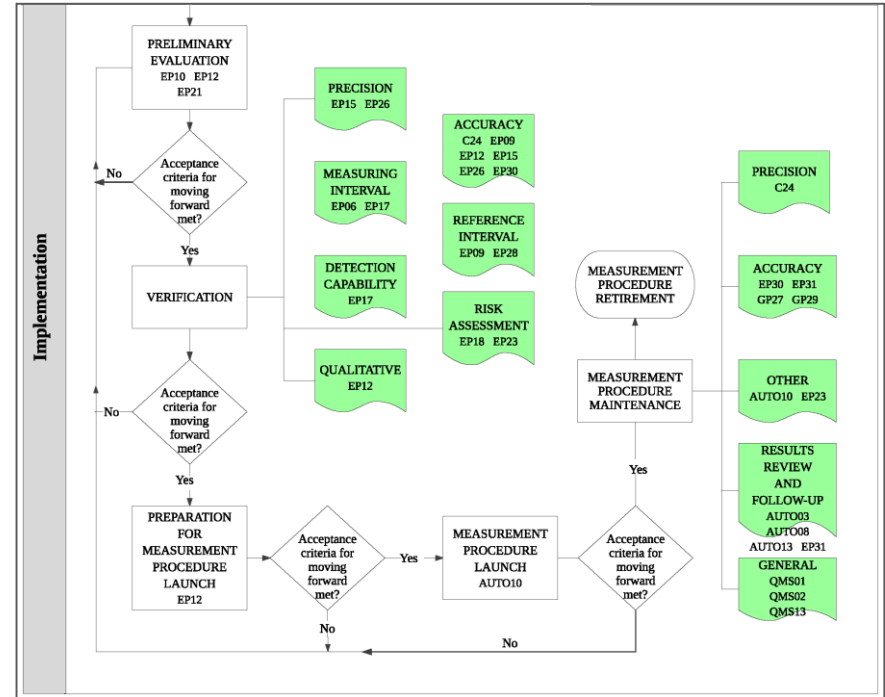 Implementation
PRELIMINARY
EVALUATION
EP10 EP12
EP21
Acceptance
criteria for
moving
forward
met?
No
Yes
VERIFICATION
PRECISION
EP15 EP26
MEASURING
INTERVAL
EP06 EP17
DETECTION
CAPABILITY
EP17
QUALITATIVE
EP12
ACCURACY
C24 EP09
EP12 EP15
EP26 EP30
REFERENCE
INTERVAL
EP09 EP28
RISK
ASSESSMENT
EP18 EP23
Acceptance
criteria for
moving
forward
met?
No
Yes
PREPARATION
FOR
MEASUREMENT
PROCEDURE
LAUNCH
EP12
Acceptance
criteria for
moving
forward
met?
Yes
No
MEASUREMENT
PROCEDURE
LAUNCH
AUTO10
Acceptance
criteria for
moving
forward
met?
No
Yes
MEASUREMENT
PROCEDURE
MAINTENANCE
MEASUREMENT
PROCEDURE
RETIREMENT
PRECISION
C24
ACCURACY
EP30 EP31
GP27 GP29
OTHER
AUTO10 EP23
RESULTS
REVIEW
AND
FOLLOW-UP
AUTO03
AUTO08
AUTO13 EP31
GENERAL
QMS01
QMS02
QMS13